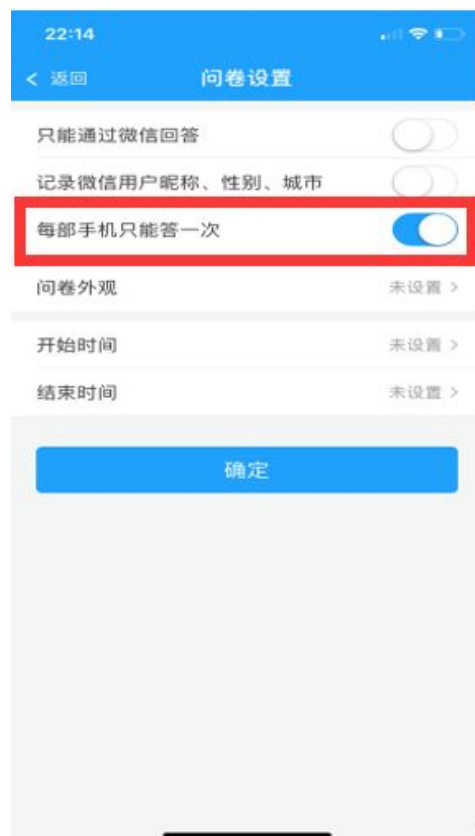 22:14
< 返回 问卷设置
只能通过微信回答
记录微信用户昵称、性别、城市
每部手机只能答一次
问卷外观 未设置 >
开始时间 未设置 >
结束时间 未设置 >
确定